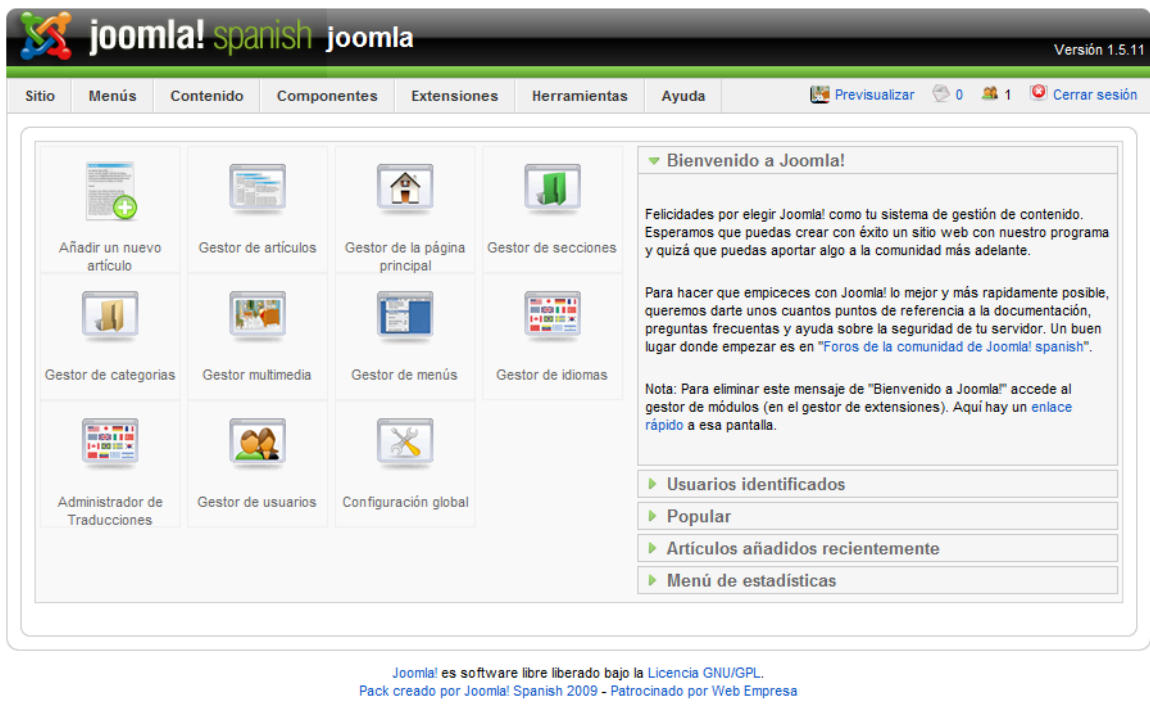 joomla! spanish joomla
Versión 1.5.11
Sitio Menús Contenido Componentes Extensiones Herramientas Ayuda Previsualizar 0 1 Cerrar sesión
Añadir un nuevo
artículo
Gestor de artículos
Gestor de la página
principal
Gestor de secciones
Gestor de categorias
Gestor multimedia
Gestor de menús
Gestor de idiomas
Administrador de
Traducciones
Gestor de usuarios
Configuración global
Bienvenido a Joomla!
Felicidades por elegir Joomla! como tu sistema de gestión de contenido.
Esperamos que puedas crear con éxito un sitio web con nuestro programa
y quizá que puedas aportar algo a la comunidad más adelante.
Para hacer que empiceces con Joomla! lo mejor y más rapidamente posible,
queremos darte unos cuantos puntos de referencia a la documentación,
preguntas frecuentes y ayuda sobre la seguridad de tu servidor. Un buen
lugar donde empezar es en "Foros de la comunidad de Joomla! spanish".
Nota: Para eliminar este mensaje de "Bienvenido a Joomla!" accede al
gestor de módulos (en el gestor de extensiones). Aquí hay un enlace
rápido a esa pantalla.
Usuarios identificados
Popular
Artículos añadidos recientemente
Menú de estadísticas
Joomla! es software libre liberado bajo la Licencia GNU/GPL.
Pack creado por Joomla! Spanish 2009 - Patrocinado por Web Empresa